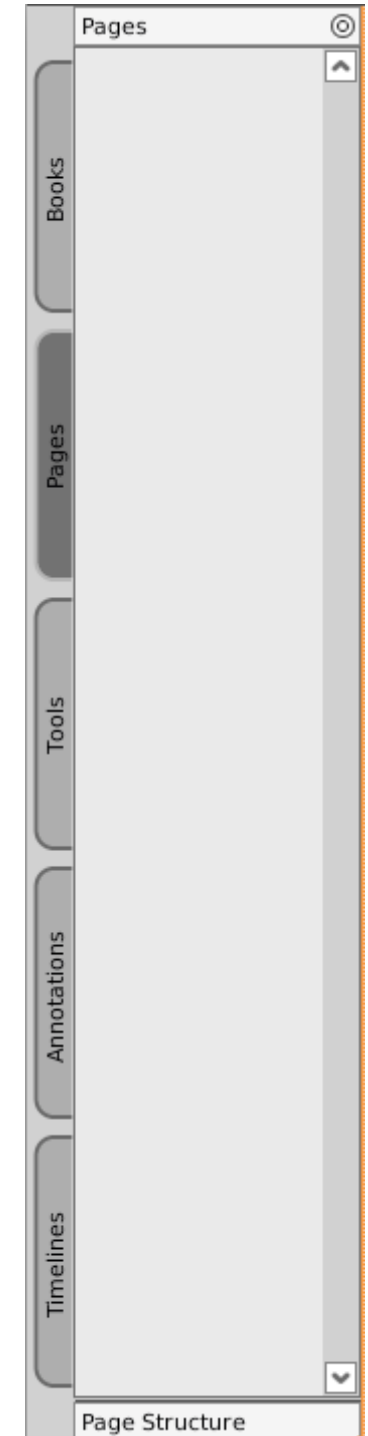 Pages
Books
Pages
Tools
Annotations
Timelines
Page Structure